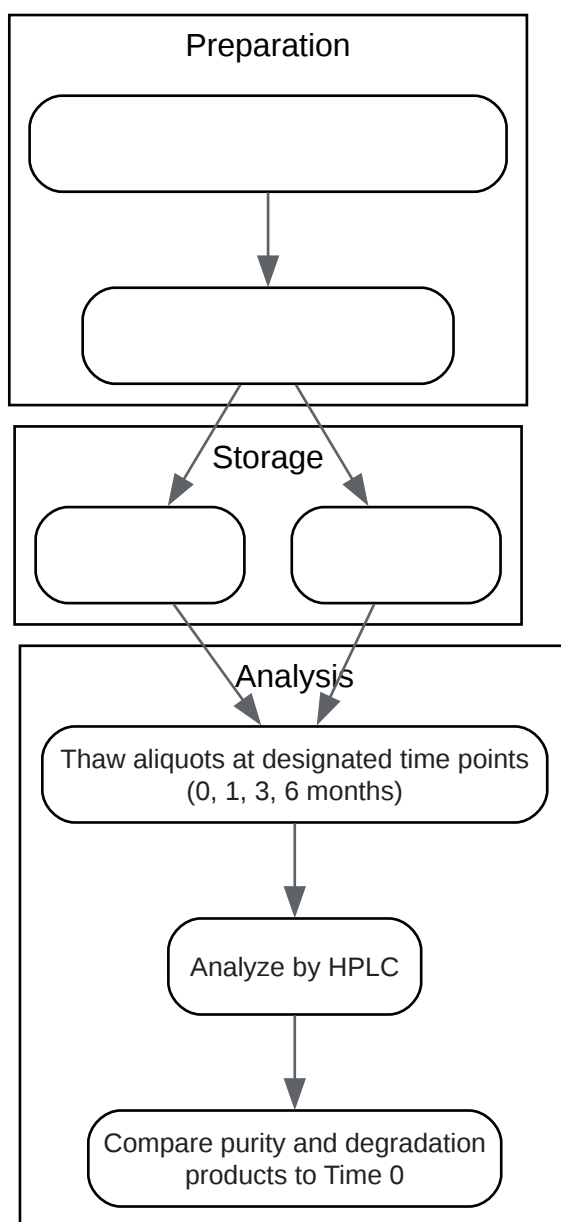 Preparation
Storage
Analysis
Thaw aliquots at designated time points
(0, 1, 3, 6 months)
Analyze by HPLC
Compare purity and degradation
products to Time 0